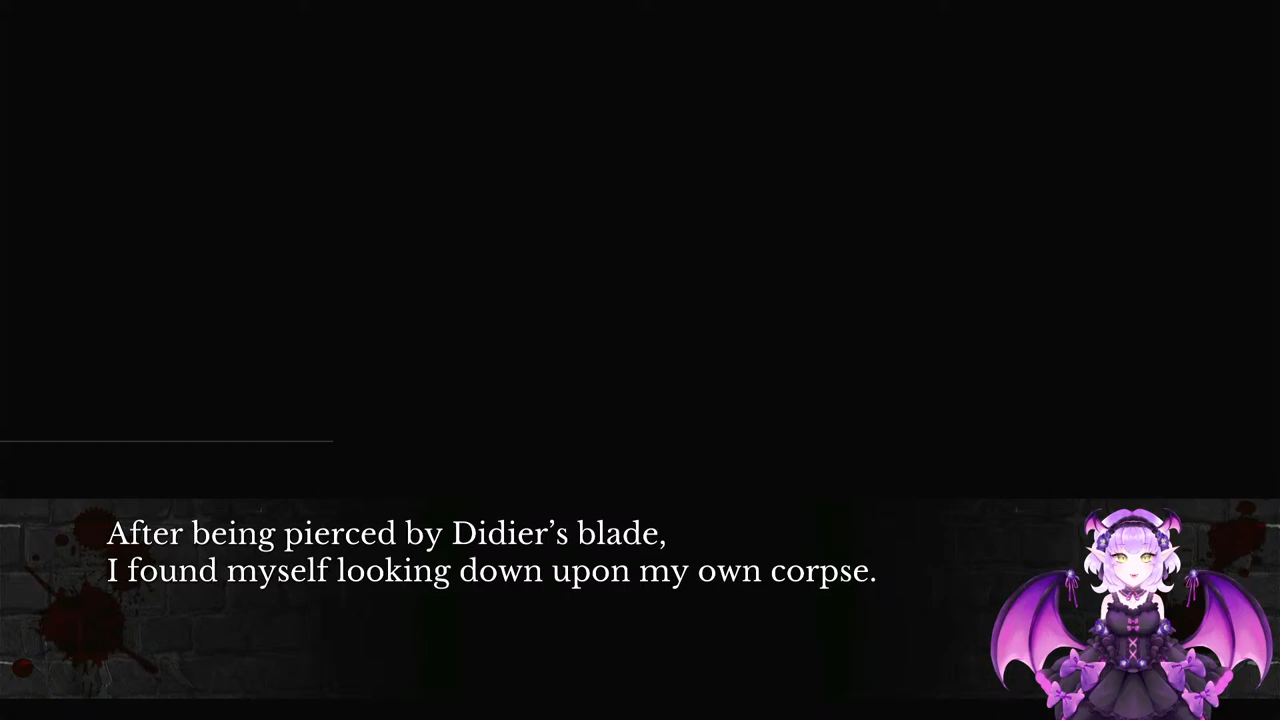 After being pierced by Didier’s blade,
I found myself looking down upon my own corpse.